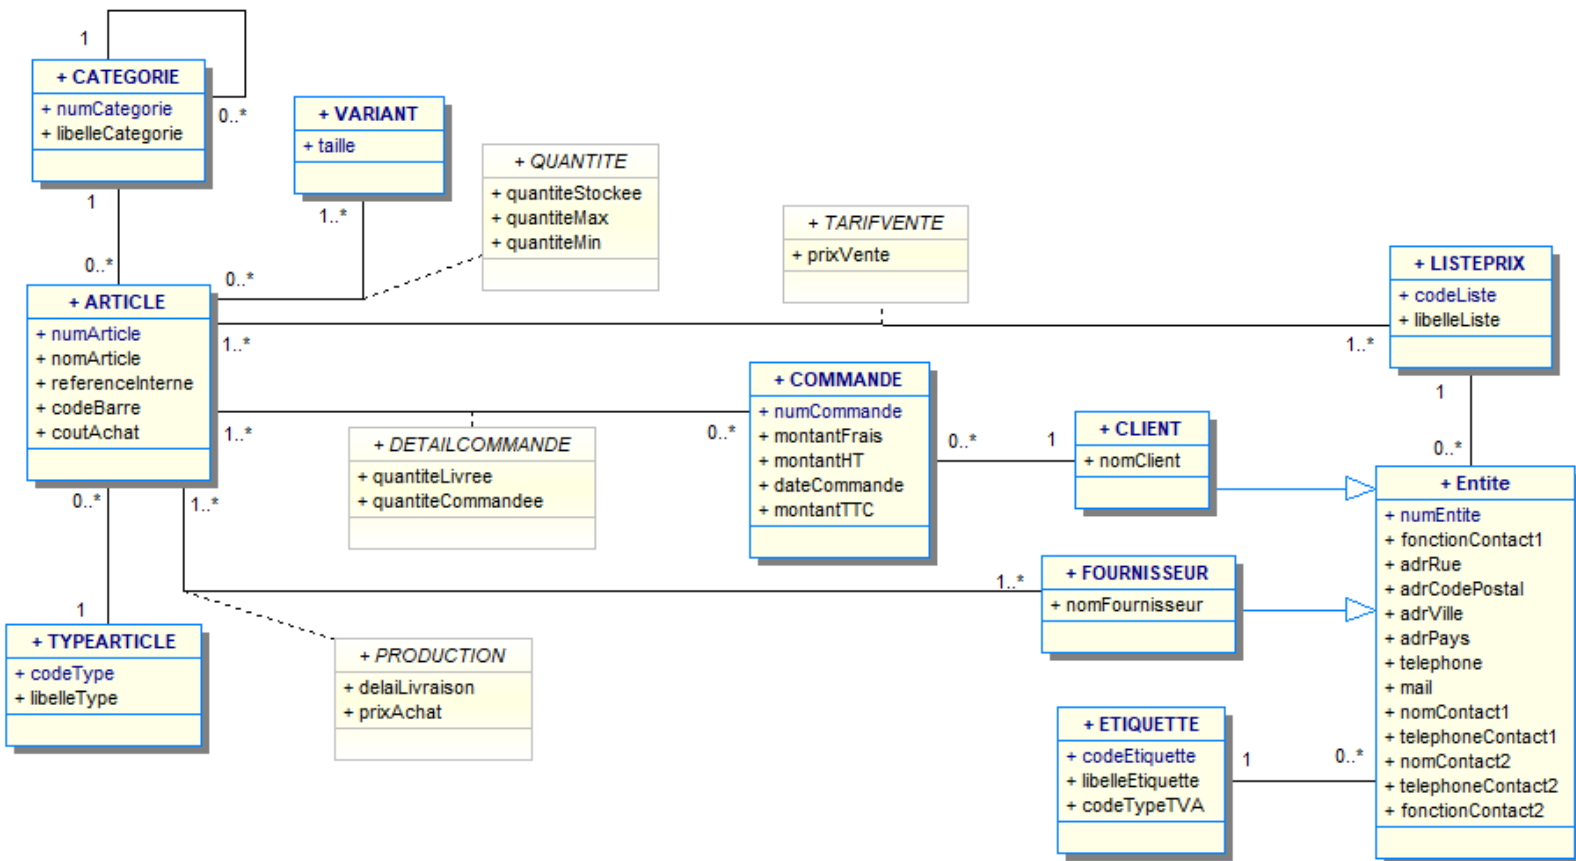 1
+ CATEGORIE
+ numCategorie
+ libelleCategorie
0..*
1
0..*
+ VARIANT
+ taille
1..*
0..*
+ QUANTITE
+ quantiteStockee
+ quantiteMax
+ quantiteMin
+ TARIFVENTE
+ prixVente
+ LISTEPRIX
+ codeListe
+ libelleListe
1..*
1..*
1
0..*
+ ARTICLE
+ numArticle
+ nomArticle
+ referenceInterne
+ codeBarre
+ coutAchat
1..*
0..*
+ DETAILCOMMANDE
+ quantiteLivree
+ quantiteCommandee
+ COMMANDE
+ numCommande
+ montantFrais
+ montantHT
+ dateCommande
+ montantTTC
0..*
1
+ CLIENT
+ nomClient
+ Entite
+ numEntite
+ fonctionContact1
+ adrRue
+ adrCodePostal
+ adrVille
+ adrPays
+ telephone
+ mail
+ nomContact1
+ telephoneContact1
+ nomContact2
+ telephoneContact2
+ fonctionContact2
0..*
1..*
1..*
+ FOURNISSEUR
+ nomFournisseur
1
+ TYPEARTICLE
+ codeType
+ libelleType
+ PRODUCTION
+ delaiLivraison
+ prixAchat
+ ETIQUETTE
+ codeEtiquette
+ libelleEtiquette
+ codeTypeTVA
1
0..*